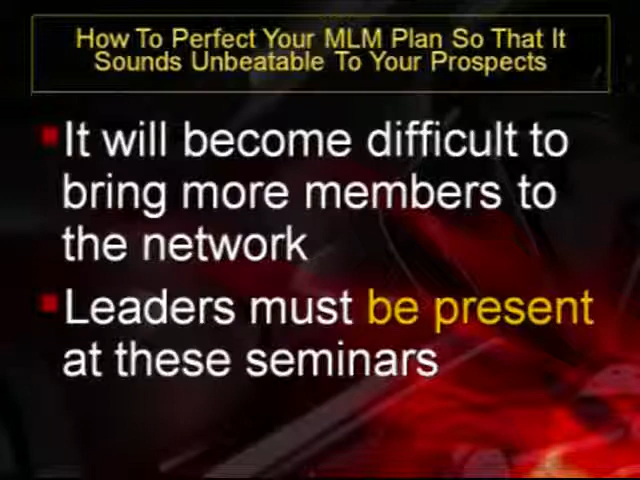 How To Perfect Your MLM Plan So That It
Sounds Unbeatable To Your Prospects
It will become difficult to
bring more members to
the network
Leaders must be present
at these seminars